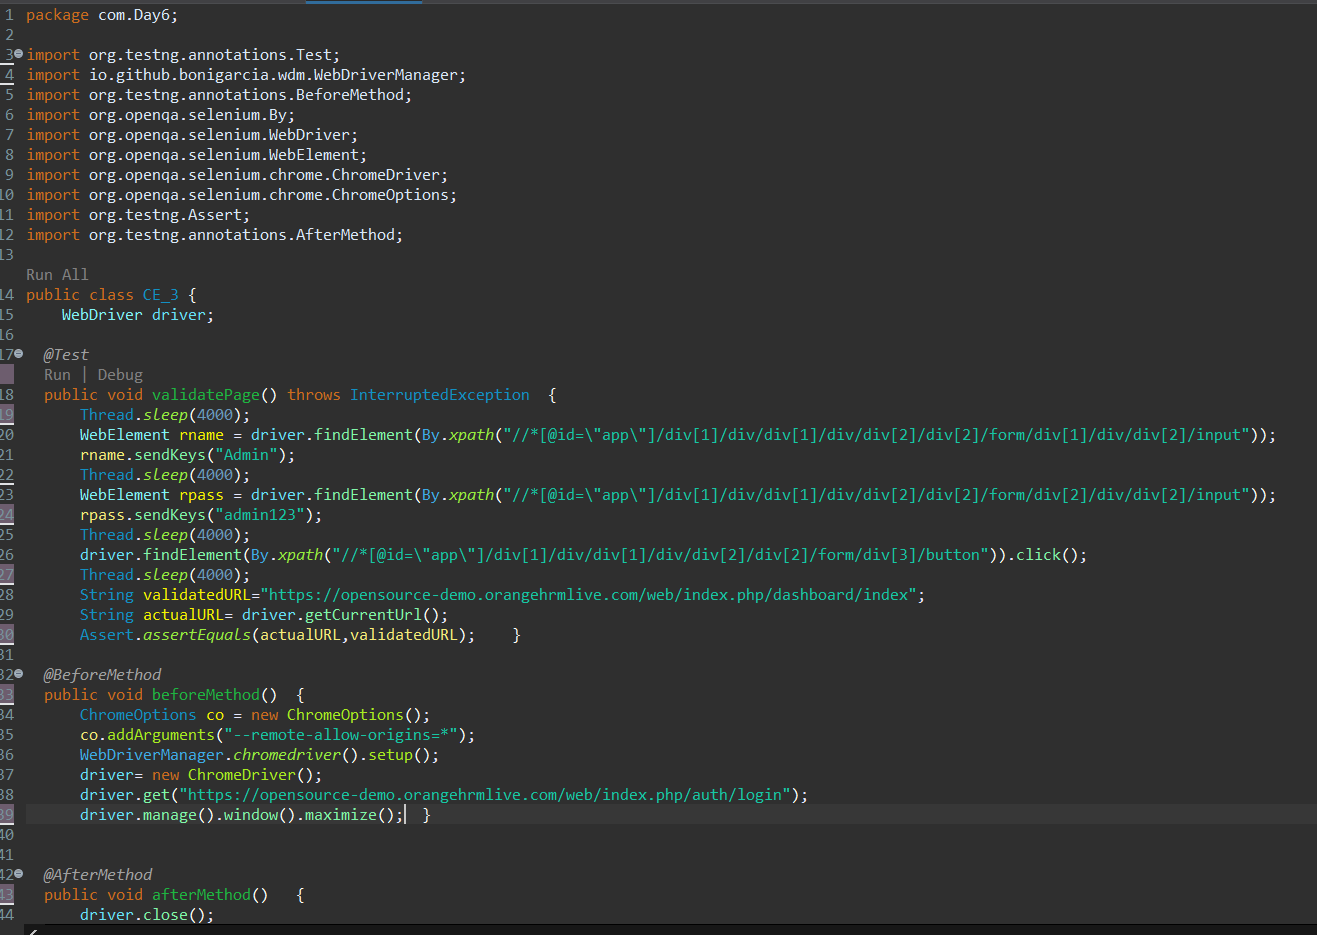 1 package com.Day6;
2
3 import org.testng.annotations.Test;
4 import io.github.bonigarcia.wdm.WebDriverManager;
5 import org.testng.annotations.BeforeMethod;
6 import org.openqa.selenium.By;
7 import org.openqa.selenium.WebDriver;
8 import org.openqa.selenium.WebElement;
9 import org.openqa.selenium.chrome.ChromeDriver;
10 import org.openqa.selenium.chrome.ChromeOptions;
11 import org.testng.Assert;
12 import org.testng.annotations.AfterMethod;
13
Run All
14 public class CE_3 {
15     WebDriver driver;
16
17   @Test
Run | Debug
18   public void validatePage() throws InterruptedException  {
19       Thread.sleep(4000);
20       WebElement rname = driver.findElement(By.xpath("//*[@id=\"app\"]/div[1]/div/div[1]/div/div[2]/div[2]/form/div[1]/div/div[2]/input"));
21       rname.sendKeys("Admin");
22       Thread.sleep(4000);
23       WebElement rpass = driver.findElement(By.xpath("//*[@id=\"app\"]/div[1]/div/div[1]/div/div[2]/div[2]/form/div[2]/div/div[2]/input"));
24       rpass.sendKeys("admin123");
25       Thread.sleep(4000);
26       driver.findElement(By.xpath("//*[@id=\"app\"]/div[1]/div/div[1]/div/div[2]/div[2]/form/div[3]/button")).click();
27       Thread.sleep(4000);
28       String validatedURL="https://opensource-demo.orangehrmlive.com/web/index.php/dashboard/index";
29       String actualURL= driver.getCurrentUrl();
30       Assert.assertEquals(actualURL,validatedURL);    }
31
32   @BeforeMethod
33   public void beforeMethod()  {
34       ChromeOptions co = new ChromeOptions();
35       co.addArguments("--remote-allow-origins=*");
36       WebDriverManager.chromedriver().setup();
37       driver= new ChromeDriver();
38       driver.get("https://opensource-demo.orangehrmlive.com/web/index.php/auth/login");
39       driver.manage().window().maximize();  }
40
41
42   @AfterMethod
43   public void afterMethod()   {
44       driver.close();